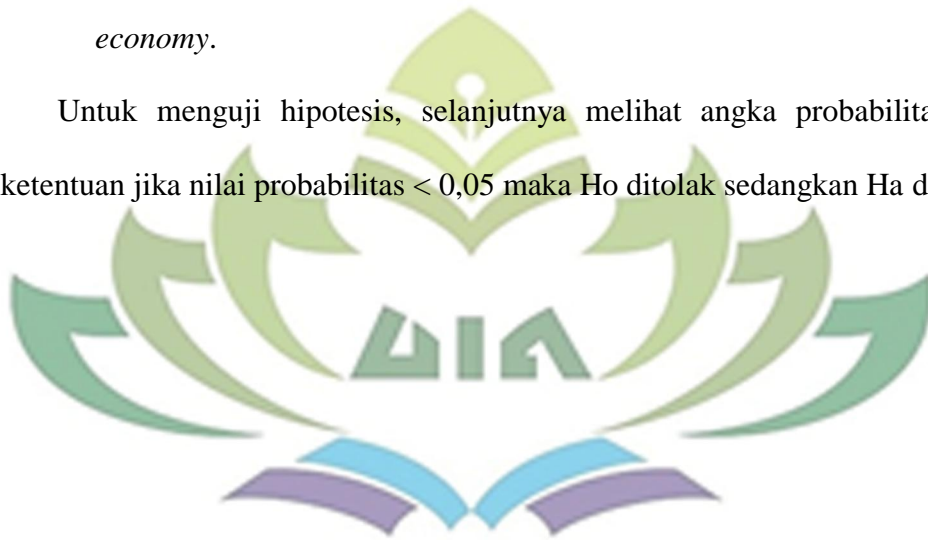 economy.
Untuk menguji hipotesis, selanjutnya melihat angka probabilita
ketentuan jika nilai probabilitas < 0,05 maka Ho ditolak sedangkan Ha d
UIN